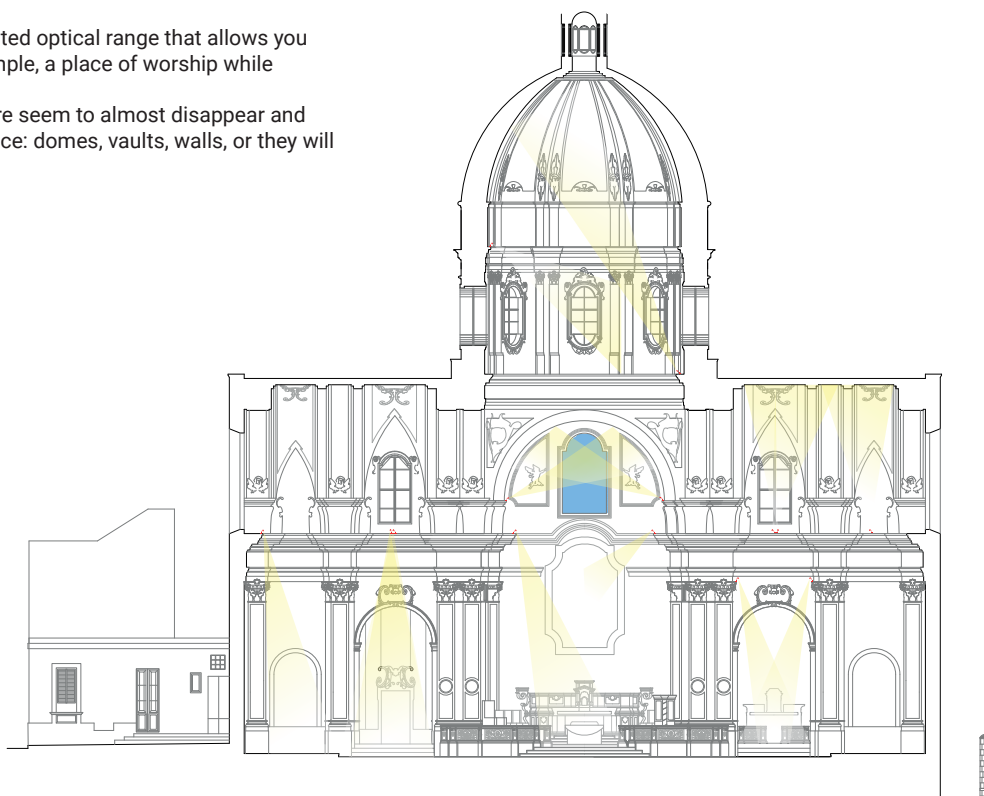 ted optical range that allows you
mple, a place of worship while
re seem to almost disappear and
ce: domes, vaults, walls, or they will